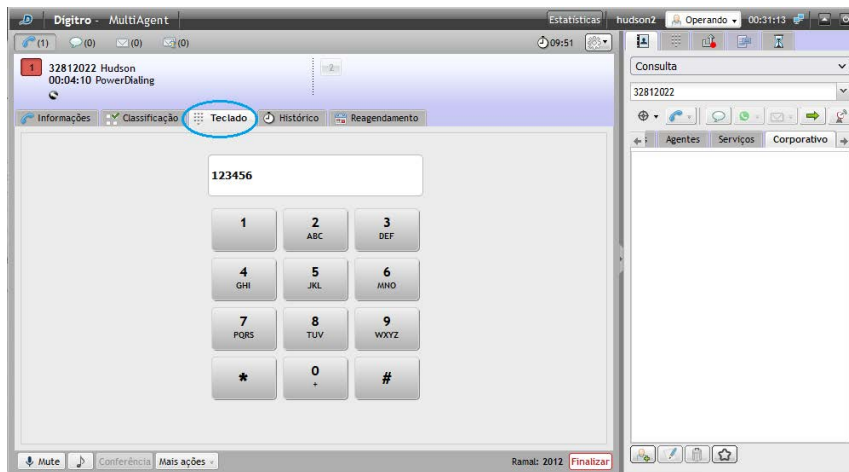 Dígitro - MultiAgent Estatísticas hudson2 Operando 00:31:13
(1) (0) (0) (0) 09:51
1 32812022 Hudson 2
00:04:10 PowerDialing
Consulta
32812022
Informações Classificação Teclado Histórico Reagendamento
Agentes Serviços Corporativo
123456
1 2 3
ABC DEF
4 5 6
GHI JKL MNO
7 8 9
PQRS TUV WXYZ
* 0 #
+
Mute Conferência Mais ações Ramal: 2012 Finalizar